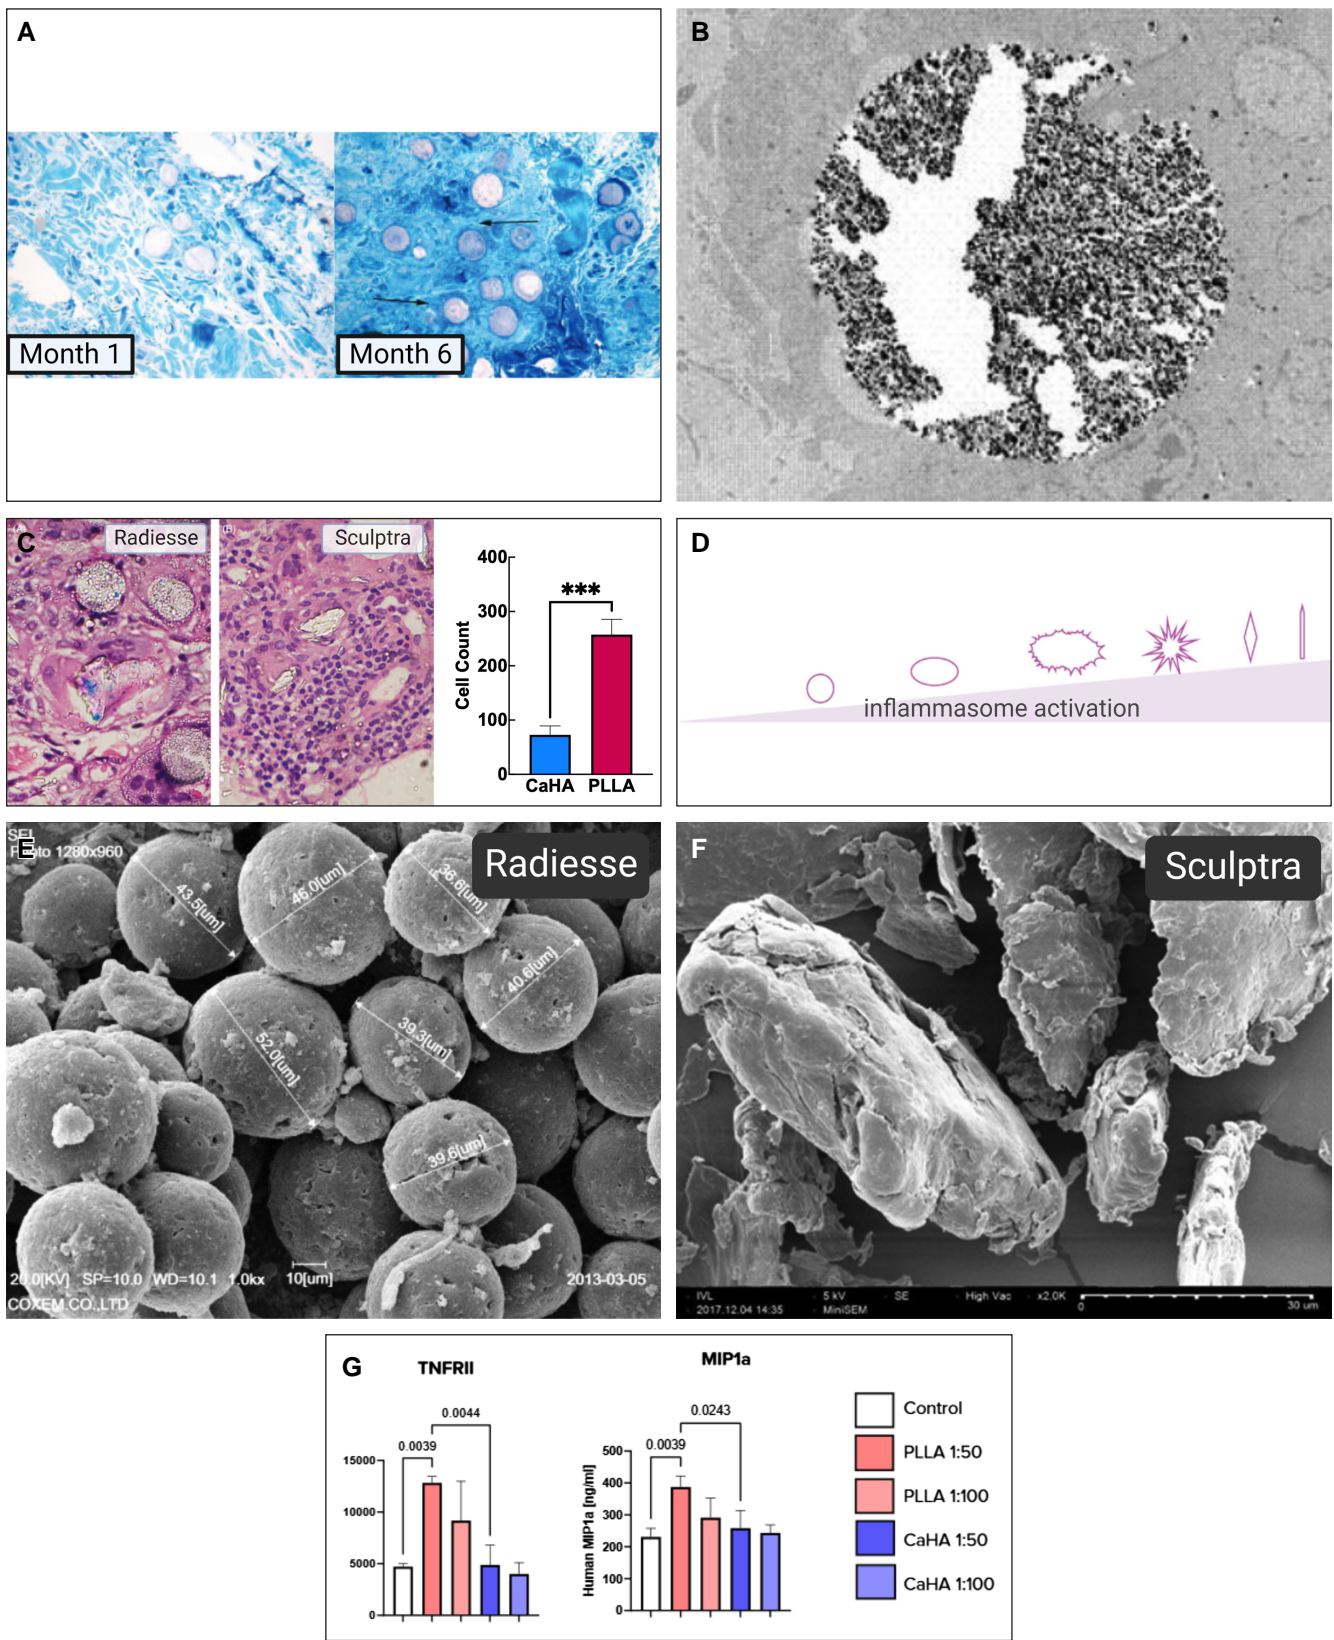 A
Month 1
Month 6
B
C
(A)
Radiesse
(B)
Sculptra
Cell Count
400
300
200
100
0
***
CaHA
PLLA
D
inflammasome activation
E
SEI
Photo 1280x960
Radiesse
43.5[um]
46.0[um]
36.6[um]
40.6[um]
52.0[um]
39.3[um]
39.6[um]
20.0[KV] SP=10.0 WD=10.1 1.0kx
10[um]
2013-03-05
COXEM.CO.,LTD
F
Sculptra
IVL
5 kV
SE
High Vac
x2.0K
2017.12.04 14:35
MiniSEM
0
30 um
G
TNFRII
0.0044
0.0039
15000
10000
5000
0
MIP1a
0.0243
0.0039
Human MIP1a [ng/ml]
500
400
300
200
100
0
Control
PLLA 1:50
PLLA 1:100
CaHA 1:50
CaHA 1:100